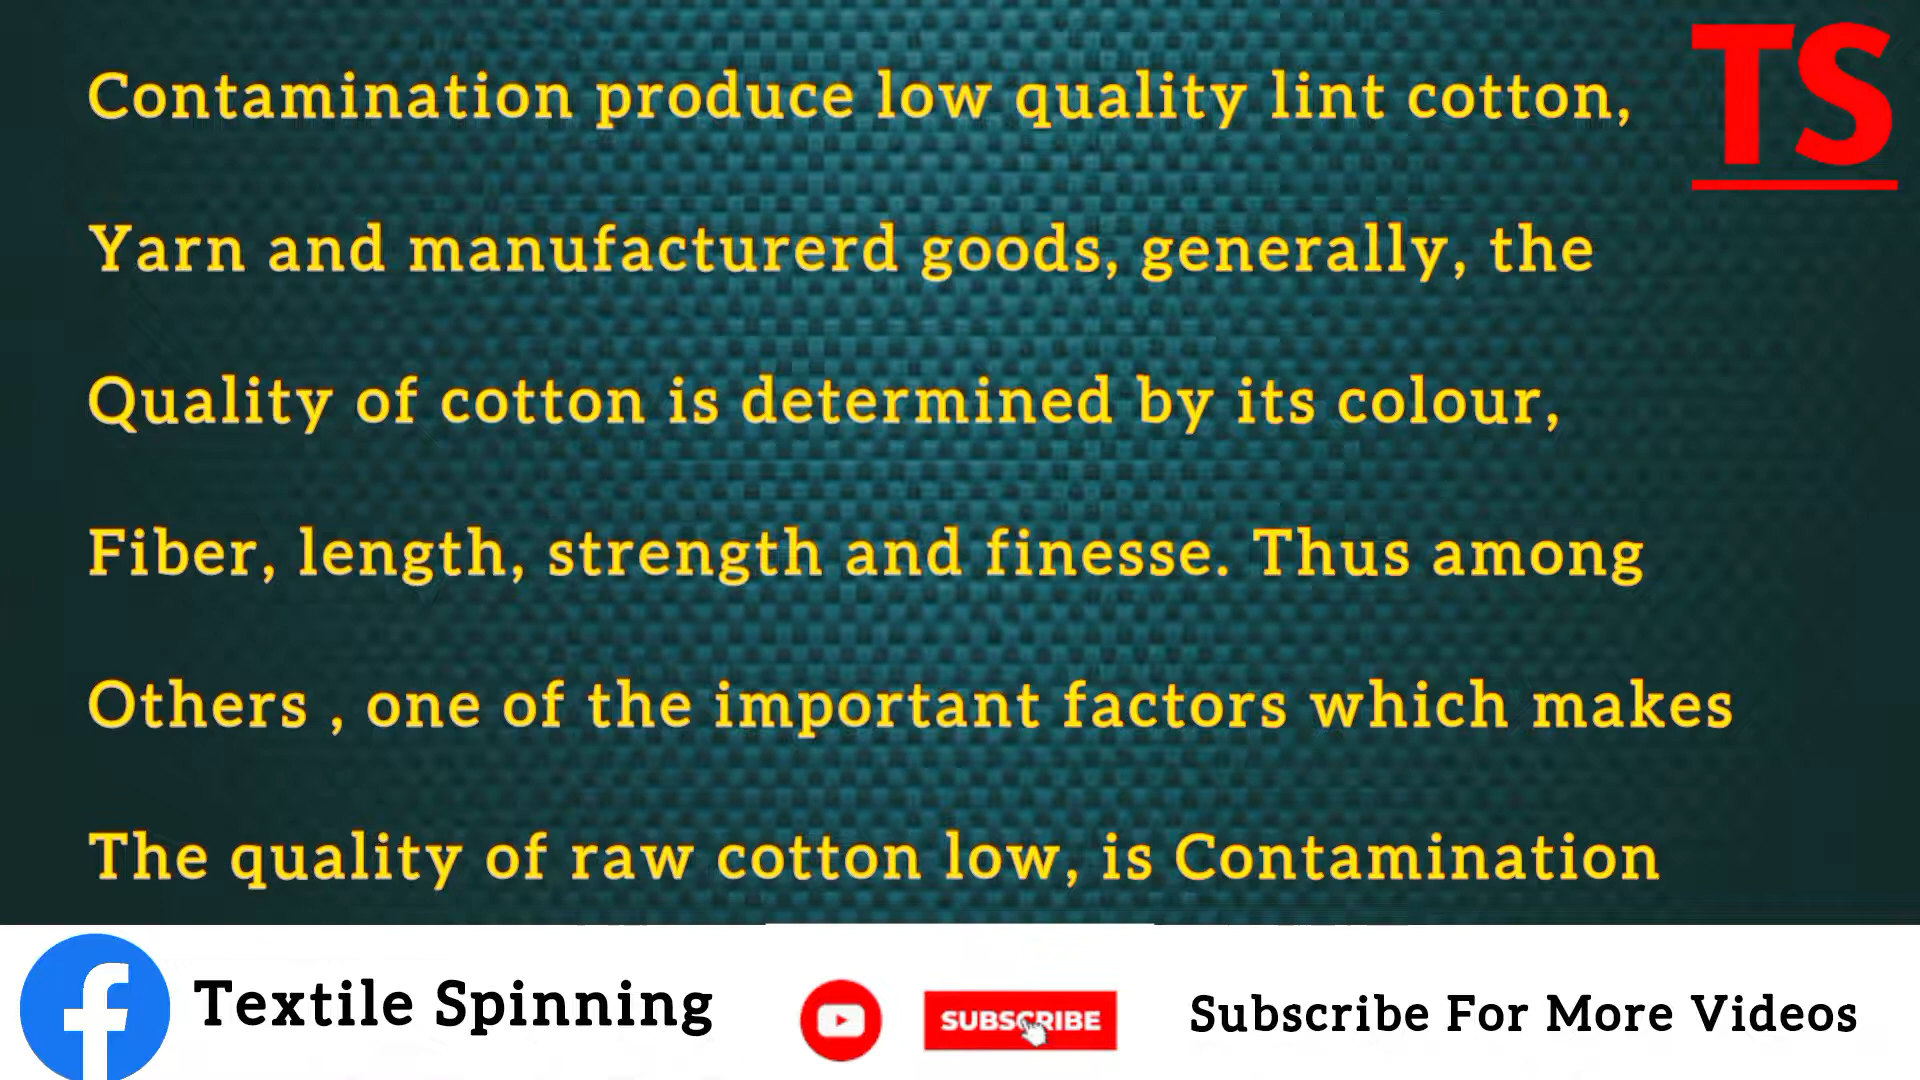 TS
Contamination produce low quality lint cotton,
Yarn and manufacturerd goods, generally, the
Quality of cotton is determined by its colour,
Fiber, length, strength and finesse. Thus among
Others , one of the important factors which makes
The quality of raw cotton low, is Contamination
Textile Spinning
SUBSCRIBE
Subscribe For More Videos